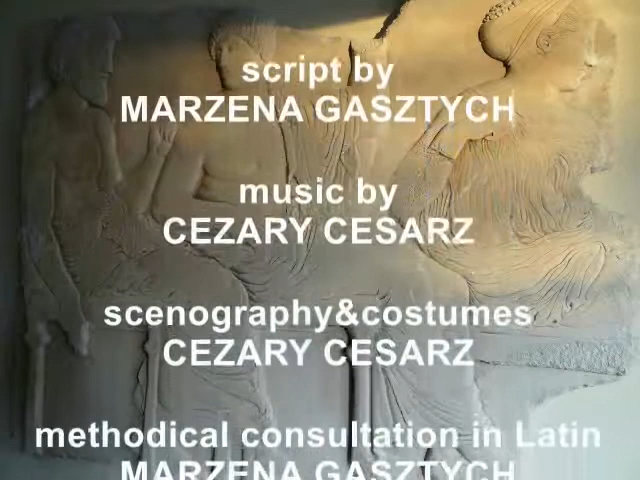 script by
MARZENA GASZTYCH
music by
CEZARY CESARZ
scenography&costumes
CEZARY CESARZ
methodical consultation in Latin
MARZENA GASZTYCH